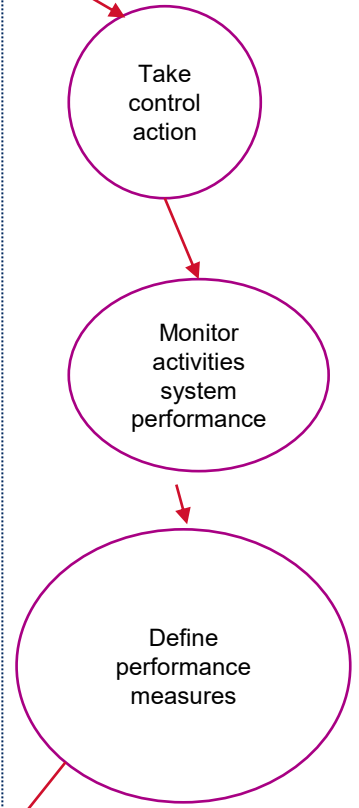 Take
control
action
Monitor
activities
system
performance
Define
performance
measures